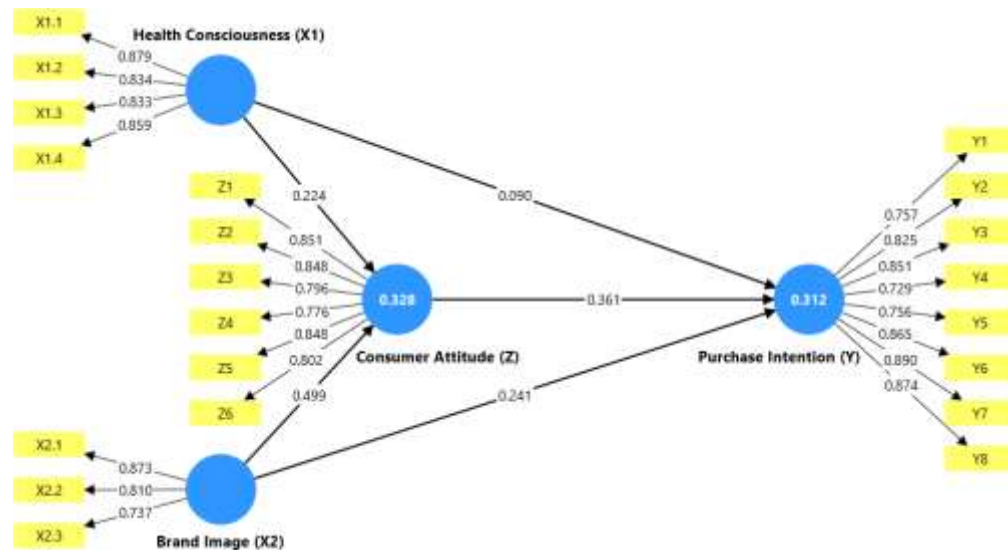 X1.1
X1.2
X1.3
X1.4
Health Consciousness (X1)
0.879
0.834
0.833
0.859
0.224
0.090
Z1
Z2
Z3
Z4
Z5
Z6
0.851
0.848
0.796
0.776
0.848
0.802
0.328
Consumer Attitude (Z)
0.361
0.499
0.241
0.312
Purchase Intention (Y)
Y1
Y2
Y3
Y4
Y5
Y6
Y7
Y8
0.757
0.825
0.851
0.729
0.756
0.865
0.890
0.874
X2.1
X2.2
X2.3
0.873
0.810
0.737
Brand Image (X2)